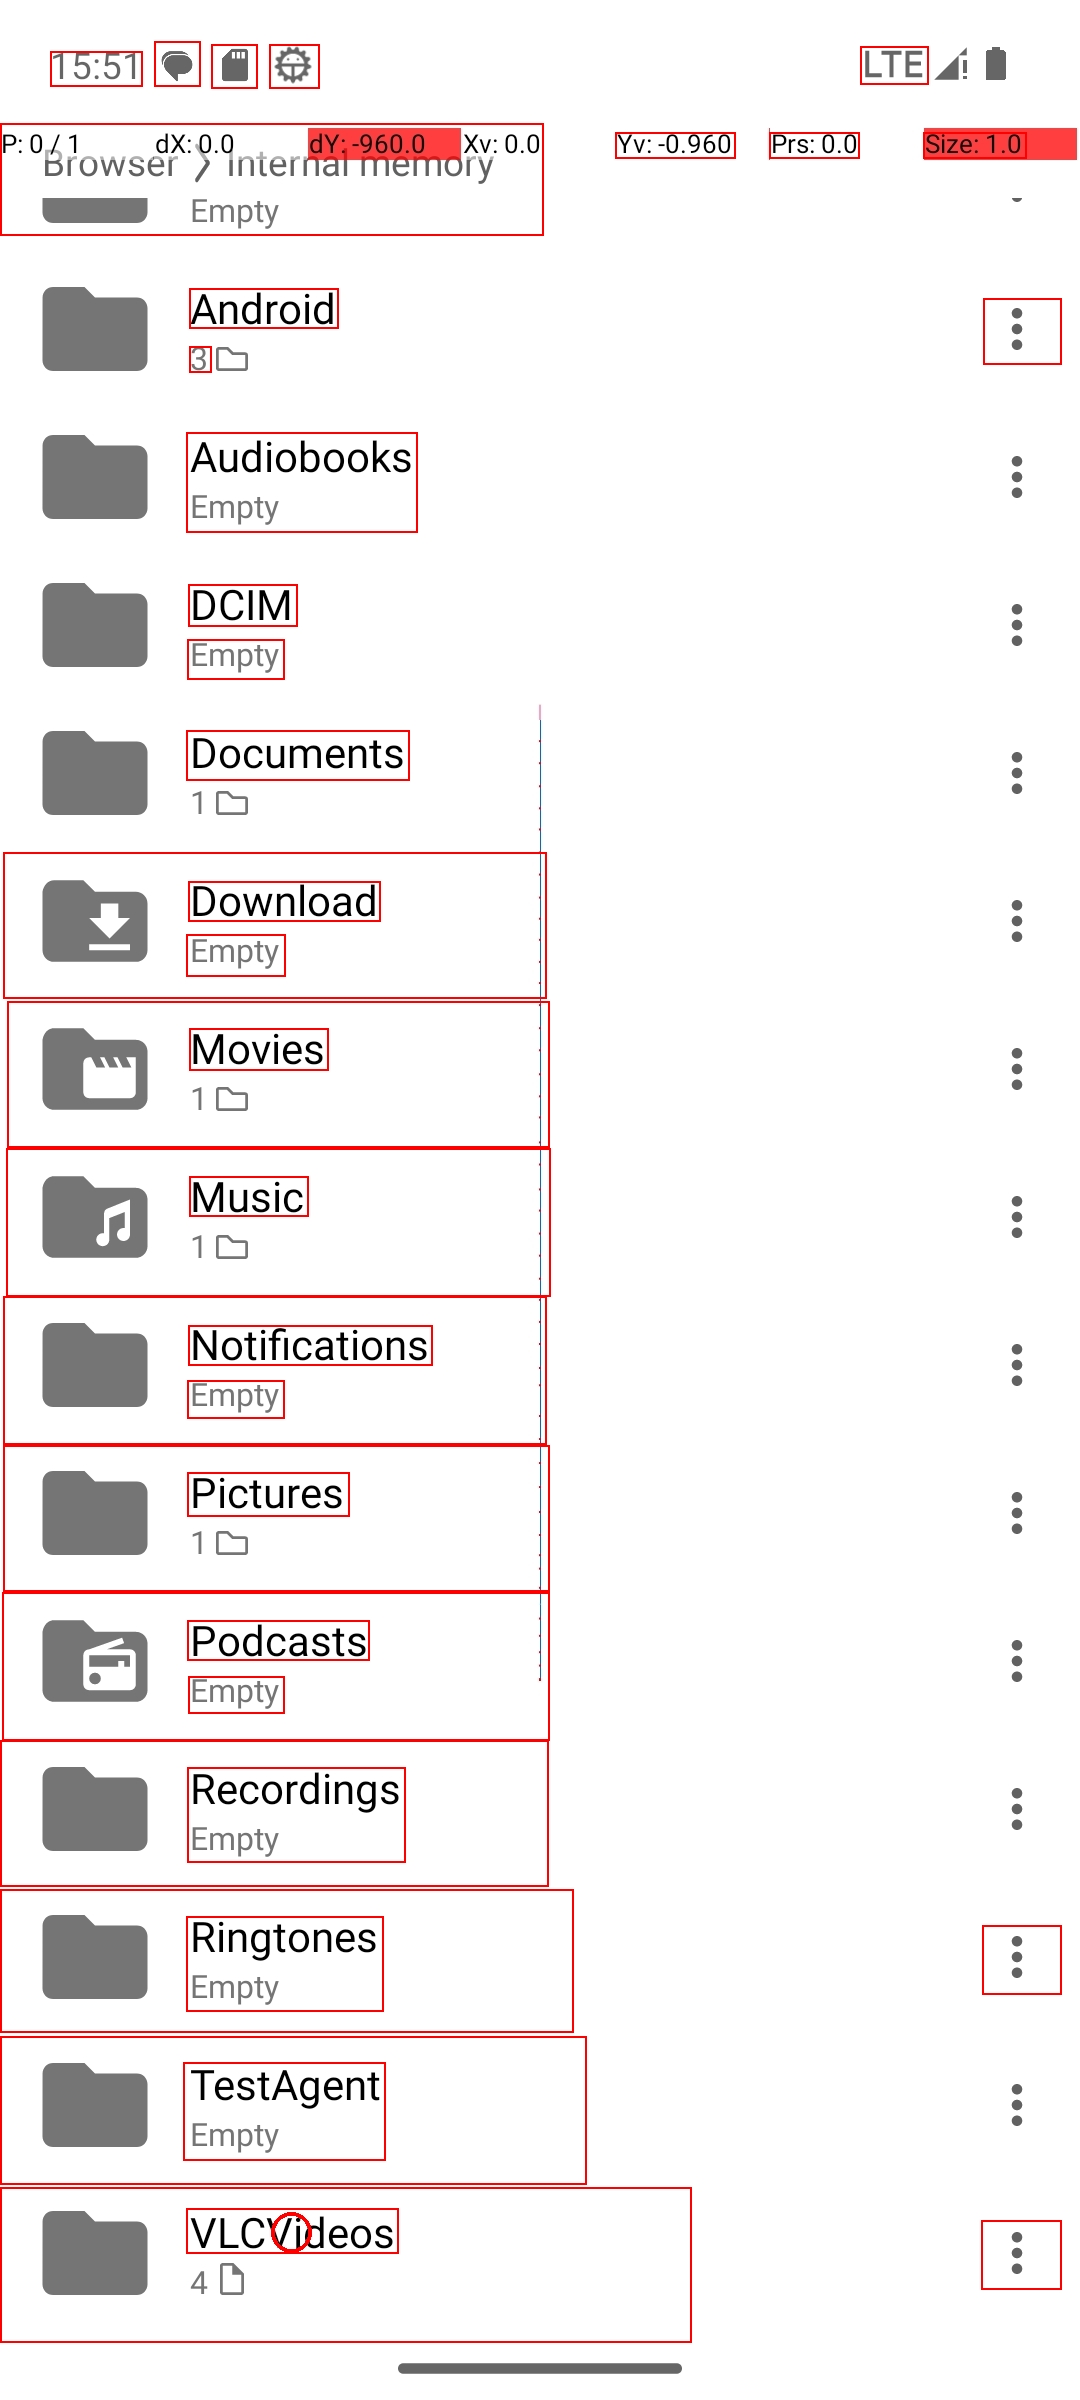 15:51 LTE
P: 0 / 1 dX: 0.0 dY: -960.0 Xv: 0.0 Yv: -0.960 Prs: 0.0 Size: 1.0
Browser Internal memory
Empty
Android
3
Audiobooks
Empty
DCIM
Empty
Documents
1
Download
Empty
Movies
1
Music
1
Notifications
Empty
Pictures
1
Podcasts
Empty
Recordings
Empty
Ringtones
Empty
TestAgent
Empty
VLCVideos
4